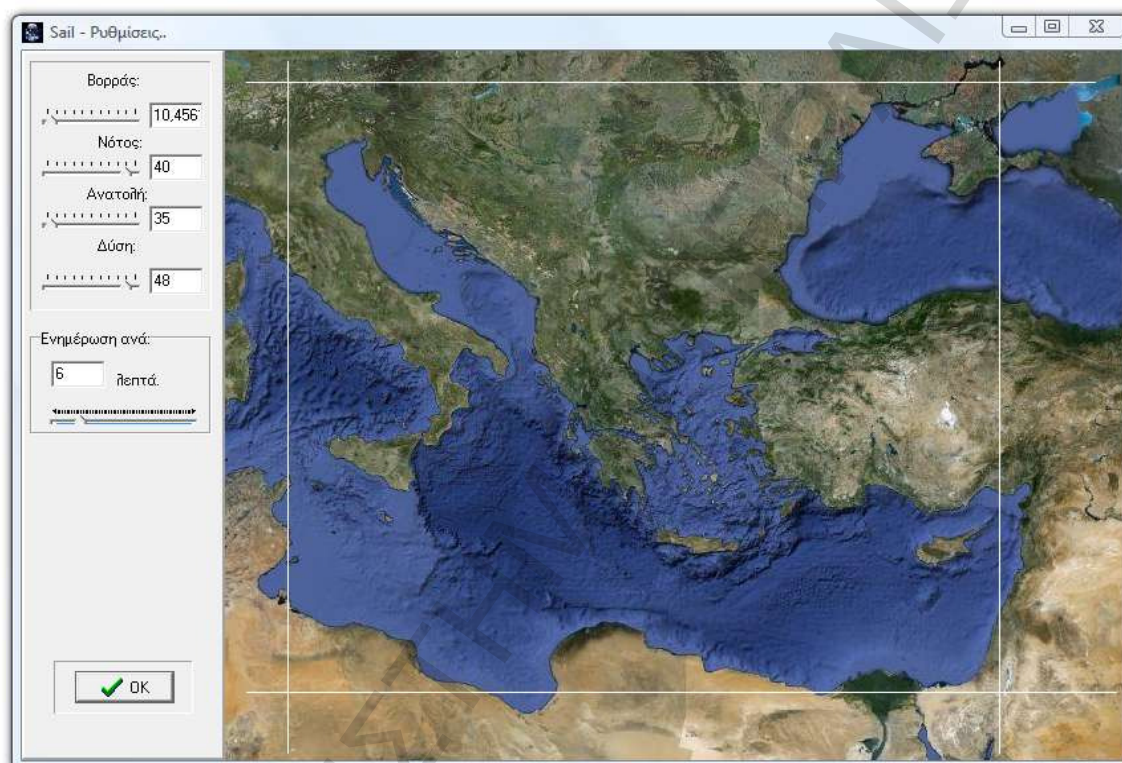 Sail - Ρυθμίσεις..
Βορράς:
10,456
Νότος:
40
Ανατολή:
35
Δύση:
48
Ενημέρωση ανά:
6 λεπτά.
OK